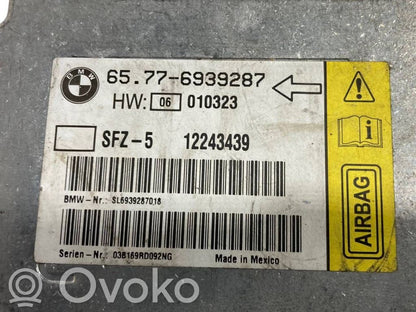 BMW
65.77-6939287
HW: 06 010323
SFZ-5 12243439
BMW-Nr.: SL6939287018
Serien-Nr.: 03B169RD092NG Made in Mexico
AIRBAG
i
OVOKO